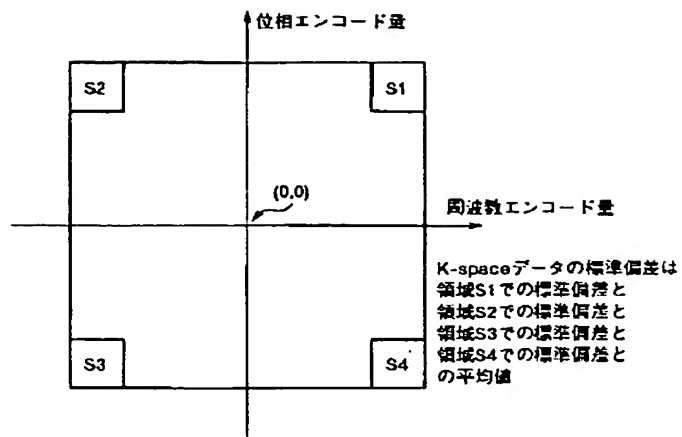 位相エンコード量
S2
S1
(0,0)
周波数エンコード量
K-spaceデータの標準偏差は
領域S1での標準偏差と
領域S2での標準偏差と
領域S3での標準偏差と
領域S4での標準偏差と
の平均値
S3
S4